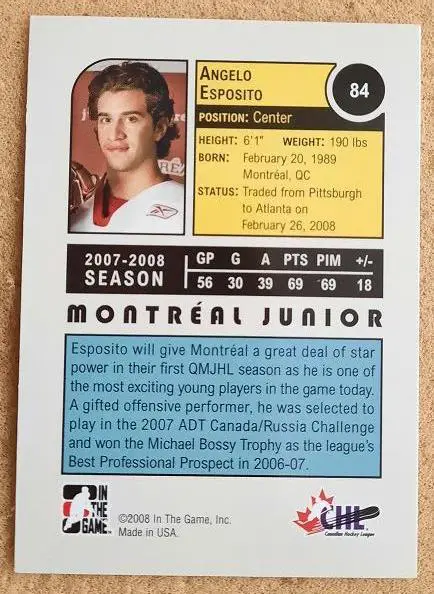 ANGELO
ESPOSITO
84
POSITION: Center
HEIGHT: 6'1" WEIGHT: 190 lbs
BORN: February 20, 1989
Montréal, QC
STATUS: Traded from Pittsburgh
to Atlanta on
February 26, 2008
2007-2008
SEASON
GP G A PTS PIM +/-
56 30 39 69 69 18
MONTRÉAL JUNIOR
Esposito will give Montréal a great deal of star
power in their first QMJHL season as he is one of
the most exciting young players in the game today.
A gifted offensive performer, he was selected to
play in the 2007 ADT Canada/Russia Challenge
and won the Michael Bossy Trophy as the league's
Best Professional Prospect in 2006-07.
IN
THE
GAME
©2008 In The Game, Inc.
Made in USA.
CHL
Canadian Hockey League